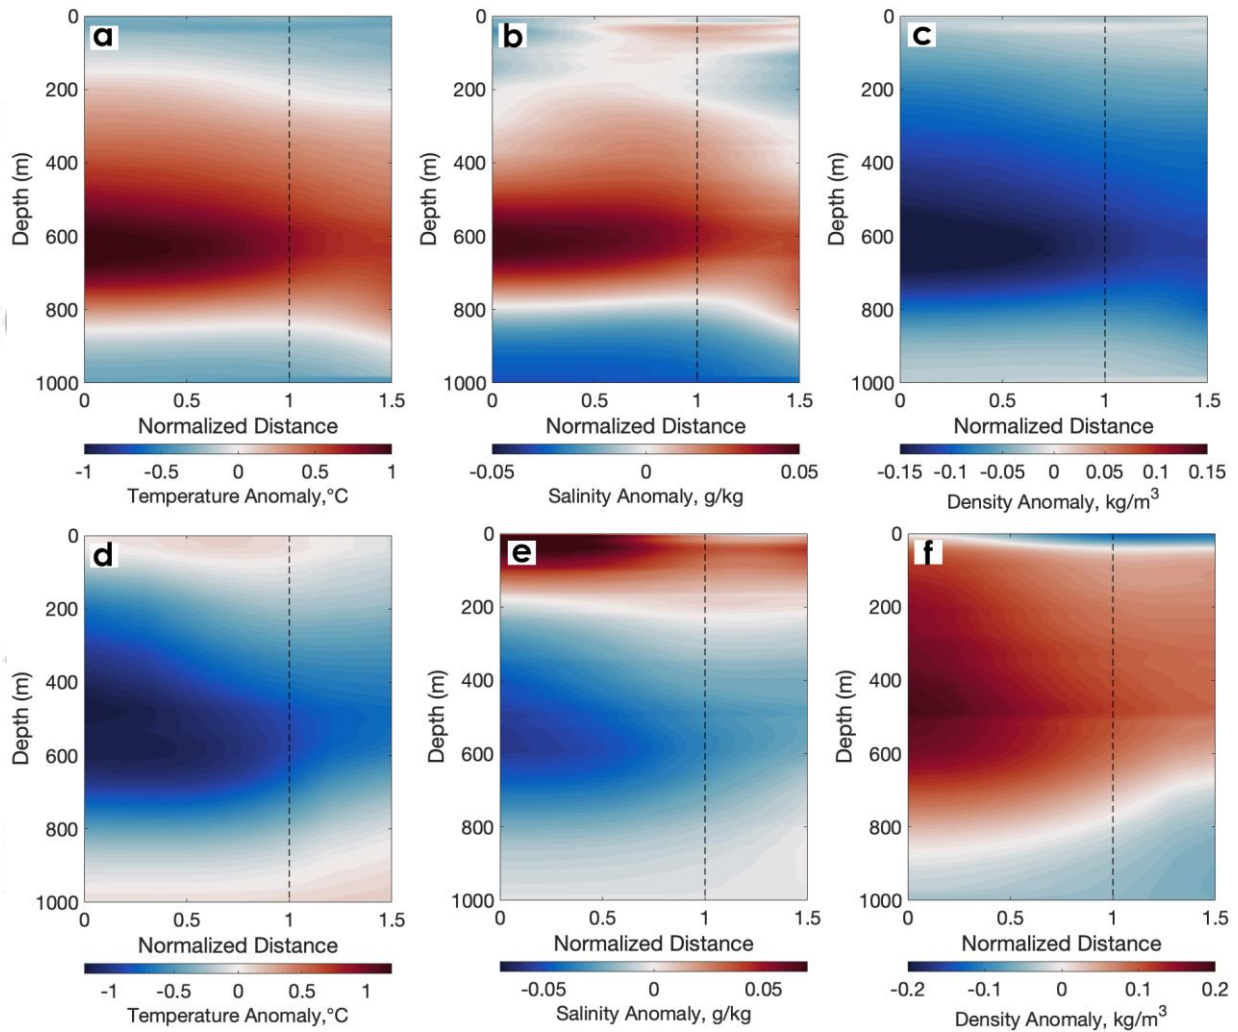 a
0
200
400
600
800
1000
Depth (m)
0 0.5 1 1.5
Normalized Distance
-1 -0.5 0 0.5 1
Temperature Anomaly,°C
b
0
200
400
600
800
1000
Depth (m)
0 0.5 1 1.5
Normalized Distance
-0.05 0 0.05
Salinity Anomaly, g/kg
c
0
200
400
600
800
1000
Depth (m)
0 0.5 1 1.5
Normalized Distance
-0.15 -0.1 -0.05 0 0.05 0.1 0.15
Density Anomaly, kg/m³
d
0
200
400
600
800
1000
Depth (m)
0 0.5 1 1.5
Normalized Distance
-1 -0.5 0 0.5 1
Temperature Anomaly,°C
e
0
200
400
600
800
1000
Depth (m)
0 0.5 1 1.5
Normalized Distance
-0.05 0 0.05
Salinity Anomaly, g/kg
f
0
200
400
600
800
1000
Depth (m)
0 0.5 1 1.5
Normalized Distance
-0.2 -0.1 0 0.1 0.2
Density Anomaly, kg/m³